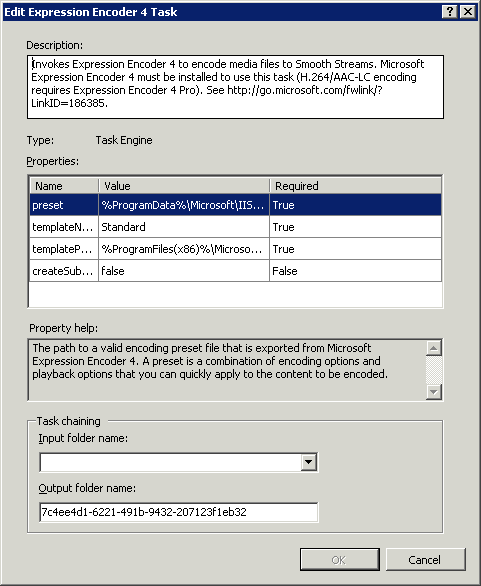 Edit Expression Encoder 4 Task
Description:
Invokes Expression Encoder 4 to encode media files to Smooth Streams. Microsoft
Expression Encoder 4 must be installed to use this task (H.264/AAC-LC encoding
requires Expression Encoder 4 Pro). See http://go.microsoft.com/fwlink/?
LinkID=186385.
Type: Task Engine
Properties:
Name Value Required
preset %ProgramData%\Microsoft\IIS... True
templateN... Standard True
templateP... %ProgramFiles(x86)%\Microso... True
createSub... false False
Property help:
The path to a valid encoding preset file that is exported from Microsoft
Expression Encoder 4. A preset is a combination of encoding options and
playback options that you can quickly apply to the content to be encoded.
Task chaining
Input folder name:
Output folder name:
7c4ee4d1-6221-491b-9432-207123f1eb32
OK Cancel